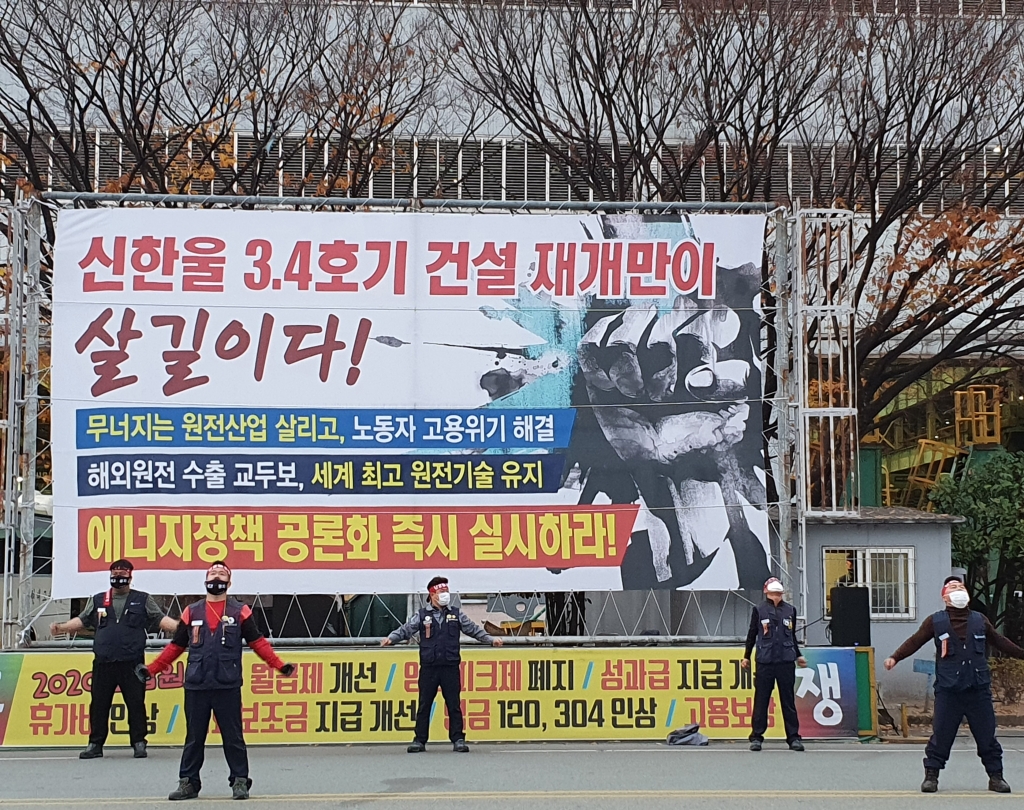 신한울 3.4호기 건설 재개만이
살길이다!
무너지는 원전산업 살리고, 노동자 고용위기 해결
해외원전 수출 교두보, 세계 최고 원전기술 유지
에너지정책 공론화 즉시 실시하라!
2020 월급제 개선 / 피크제 폐지 / 성과급 지급
휴가비 인상 / 보조금 지급 개선 / 120,304 인상 / 고용보장
쟁